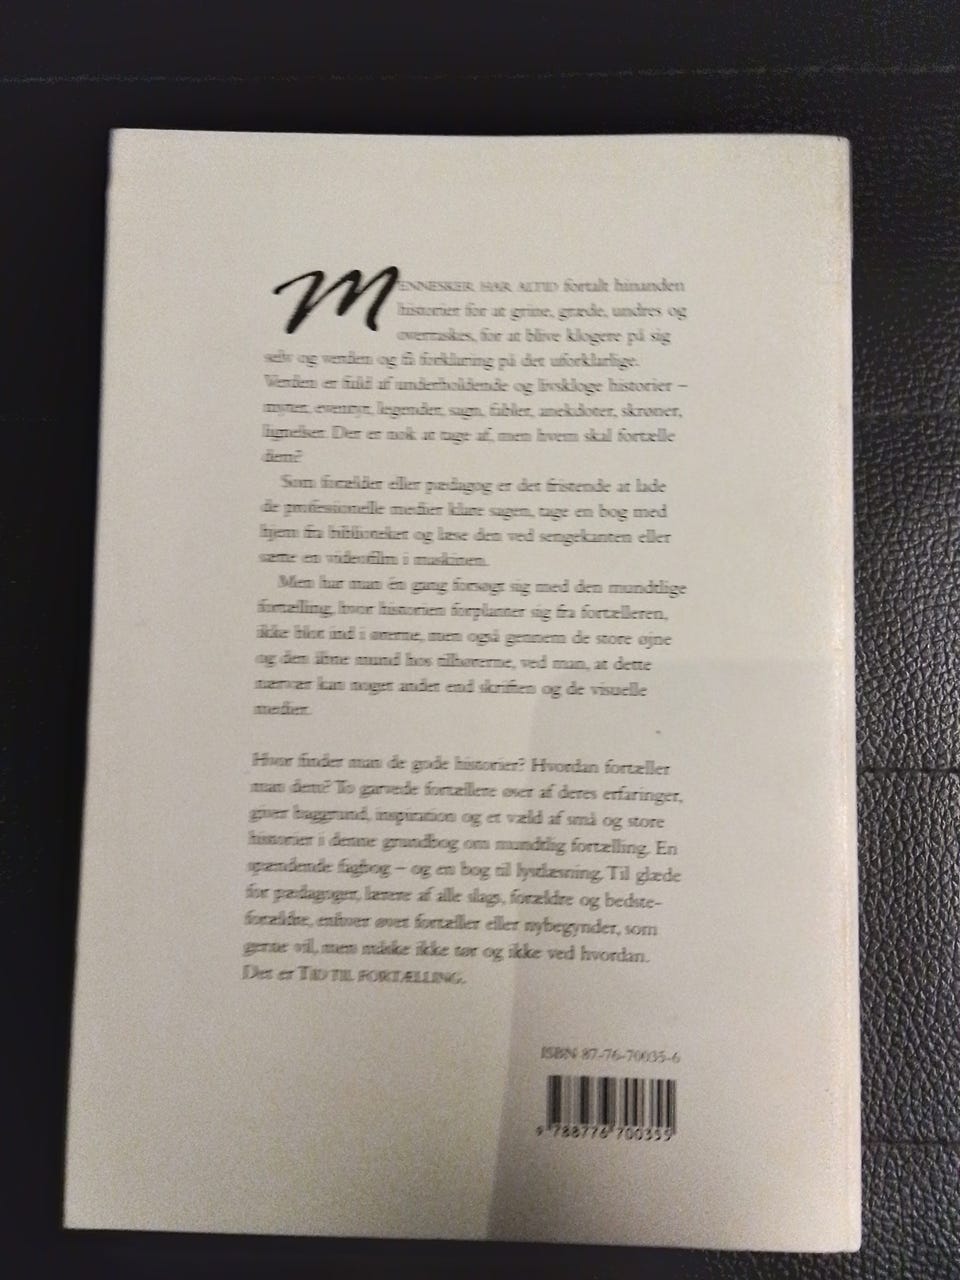 MENNESKER HAR ALTID fortalt hinanden
historier for at grine, græde, undres og
overraskes, for at blive klogere på sig
selv og verden og få forklaring på det uforklarlige.
Verden er fuld af underholdende og livskloge historier –
myter, eventyr, legender, sagn, fabler, anekdoter, skrøner,
lignelser. Der er nok at tage af, men hvem skal fortælle
dem?
Som forælder eller pædagog er det fristende at lade
de professionelle medier klare sagen, tage en bog med
hjem fra biblioteket og læse den ved sengekanten eller
sætte en videofilm i maskinen.
Men har man én gang forsøgt sig med den mundtlige
fortælling, hvor historien forplanter sig fra fortælleren,
ikke blot ind i ørerne, men også gennem de store øjne
og den åbne mund hos tilhørerne, ved man, at dette
nærvær kan noget andet end skriften og de visuelle
medier.
Hvor finder man de gode historier? Hvordan fortæller
man dem? To garvede fortællere øser af deres erfaringer,
giver baggrund, inspiration og et væld af små og store
historier i denne grundbog om mundtlig fortælling. En
spændende fagbog – og en bog til lystlæsning. Til glæde
for pædagoger, lærere af alle slags, forældre og bedste-
forældre, enhver øvet fortæller eller nybegynder, som
gerne vil, men måske ikke tør og ikke ved hvordan.
Det er TID TIL FORTÆLLING.
ISBN 87-76-70035-6
9 788776 700355